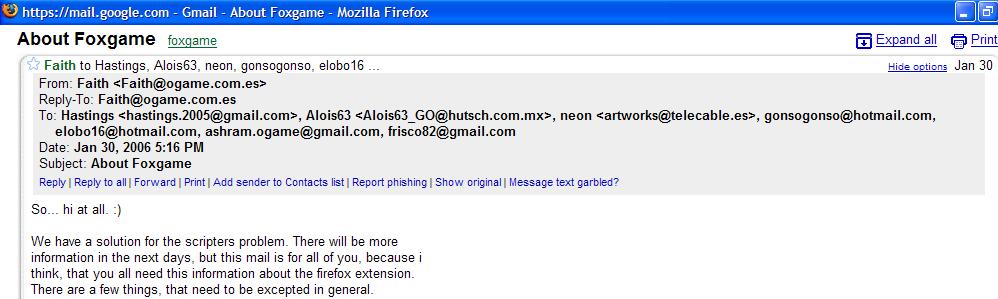 https://mail.google.com - Gmail - About Foxgame - Mozilla Firefox
About Foxgame foxgame Expand all Print
Faith to Hastings, Alois63, neon, gonsogonso, elobo16 ... Hide options Jan 30
From: Faith <Faith@ogame.com.es>
Reply-To: Faith@ogame.com.es
To: Hastings <hastings.2005@gmail.com>, Alois63 <Alois63_GO@hutsch.com.mx>, neon <artworks@telecable.es>, gonsogonso@hotmail.com,
elobo16@hotmail.com, ashram.ogame@gmail.com, frisco82@gmail.com
Date: Jan 30, 2006 5:16 PM
Subject: About Foxgame
Reply | Reply to all | Forward | Print | Add sender to Contacts list | Report phishing | Show original | Message text garbled?
So... hi at all. :)
We have a solution for the scripters problem. There will be more
information in the next days, but this mail is for all of you, because i
think, that you all need this information about the firefox extension.
There are a few things, that need to be excepted in general.